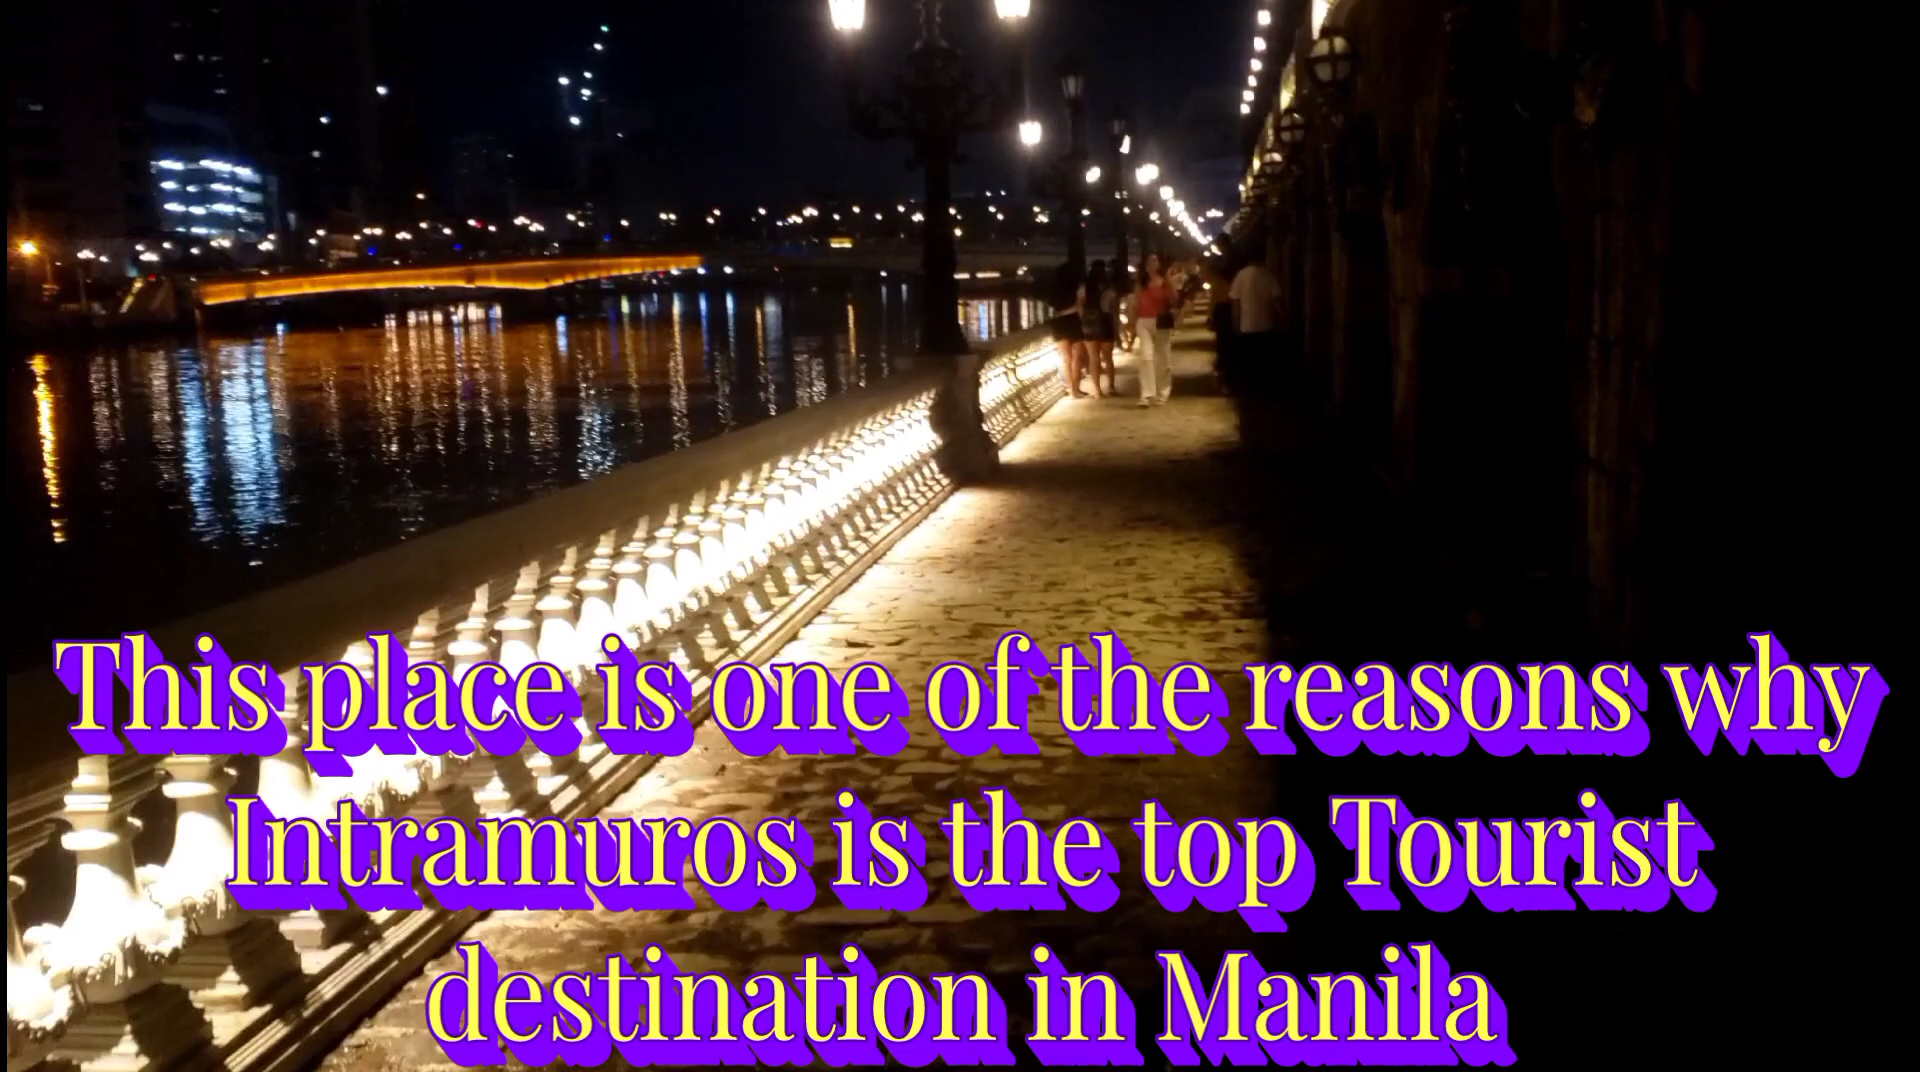 This place is one of the reasons why
Intramuros is the top Tourist
destination in Manila